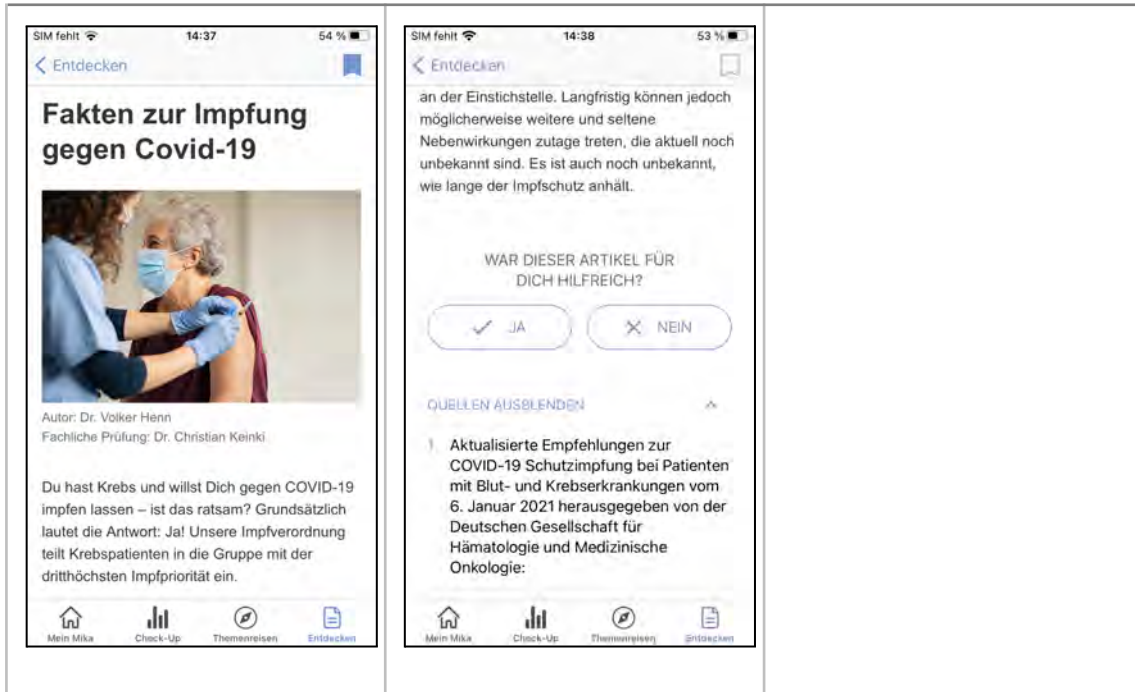 SIM fehlt 14:37 54 %
Entdecken
Fakten zur Impfung
gegen Covid-19
Autor: Dr. Volker Henn
Fachliche Prüfung: Dr. Christian Keinki
Du hast Krebs und willst Dich gegen COVID-19
impfen lassen – ist das ratsam? Grundsätzlich
lautet die Antwort: Ja! Unsere Impfverordnung
teilt Krebspatienten in die Gruppe mit der
dritthöchsten Impfpriorität ein.
Mein Mika Check-Up Themenreisen Entdecken
SIM fehlt 14:38 53 %
Entdecken
an der Einstichstelle. Langfristig können jedoch
möglicherweise weitere und seltene
Nebenwirkungen zutage treten, die aktuell noch
unbekannt sind. Es ist auch noch unbekannt,
wie lange der Impfschutz anhält.
WAR DIESER ARTIKEL FÜR
DICH HILFREICH?
JA NEIN
QUELLEN AUSBLENDEN
1 Aktualisierte Empfehlungen zur
COVID-19 Schutzimpfung bei Patienten
mit Blut- und Krebserkrankungen vom
6. Januar 2021 herausgegeben von der
Deutschen Gesellschaft für
Hämatologie und Medizinische
Onkologie:
Mein Mika Check-Up Themenreisen Entdecken